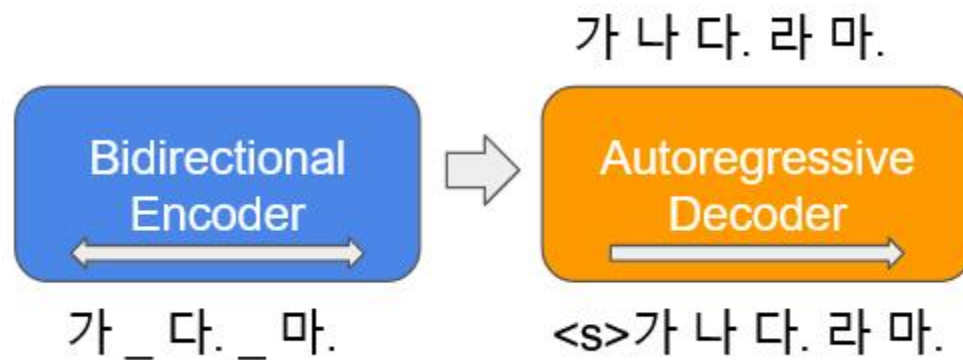 가 나 다. 라 마.
Bidirectional
Encoder
Autoregressive
Decoder
가 _ 다. _ 마.
<s>가 나 다. 라 마.